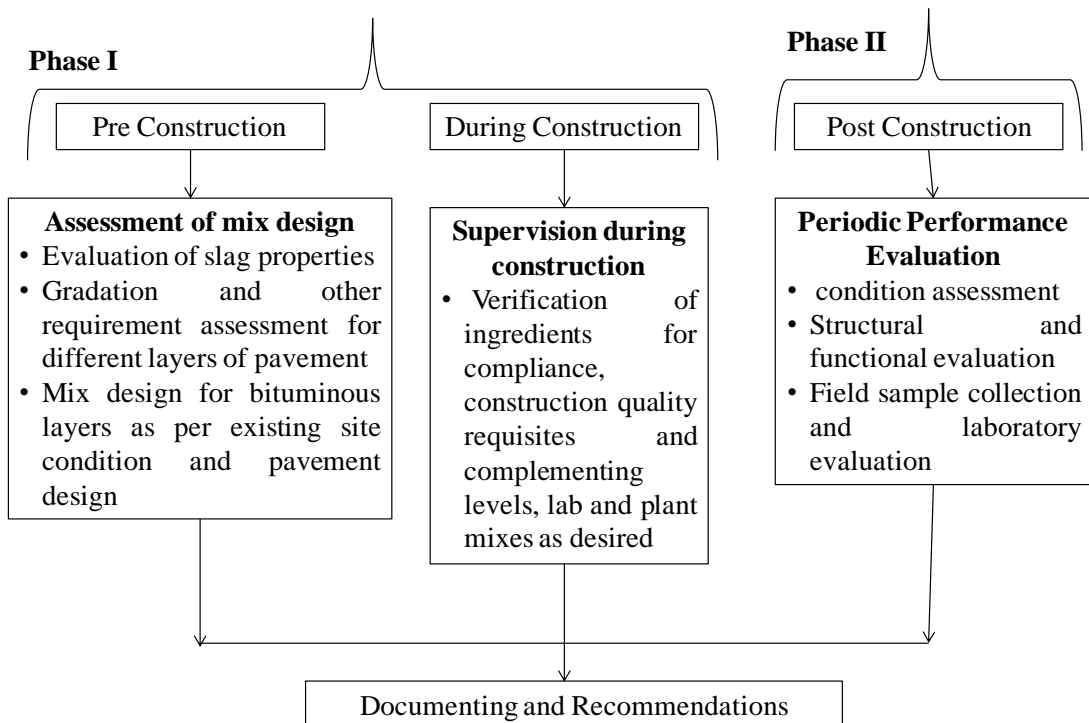 Phase I
Phase II
Pre Construction
During Construction
Post Construction
Assessment of mix design
• Evaluation of slag properties
• Gradation and other
requirement assessment for
different layers of pavement
• Mix design for bituminous
layers as per existing site
condition and pavement
design
Supervision during
construction
• Verification of
ingredients for
compliance,
construction quality
requisites and
complementing
levels, lab and plant
mixes as desired
Periodic Performance
Evaluation
• condition assessment
• Structural and
functional evaluation
• Field sample collection
and laboratory
evaluation
Documenting and Recommendations